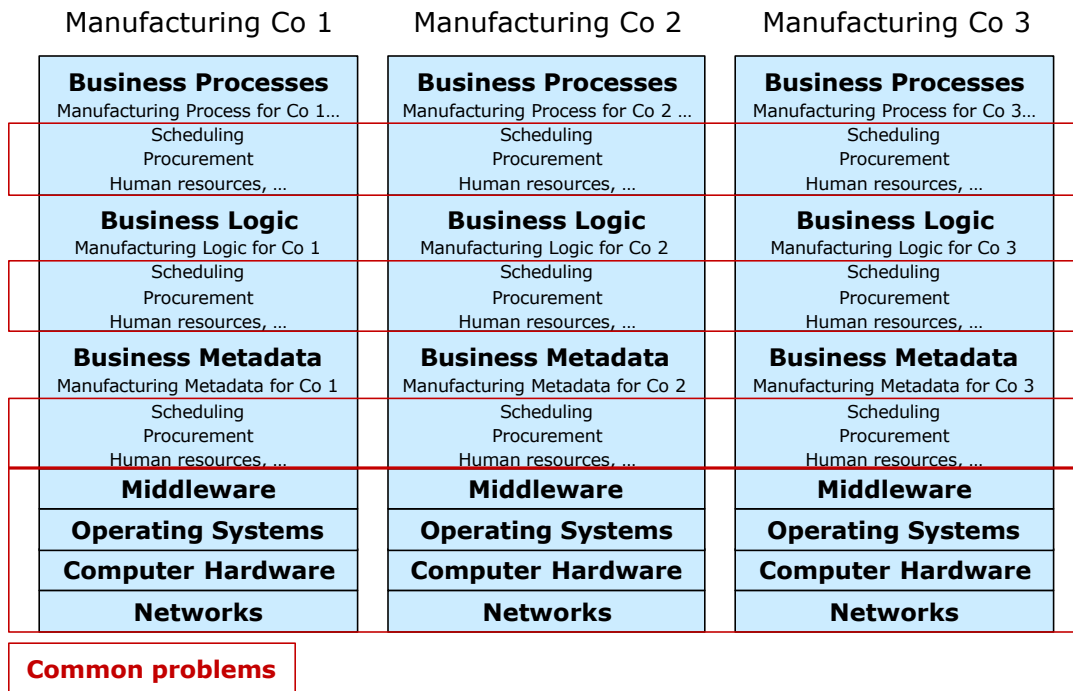 Manufacturing Co 1
Manufacturing Co 2
Manufacturing Co 3
Business Processes
Manufacturing Process for Co 1...
Scheduling
Procurement
Human resources, ...
Business Logic
Manufacturing Logic for Co 1
Scheduling
Procurement
Human resources, ...
Business Metadata
Manufacturing Metadata for Co 1
Scheduling
Procurement
Human resources, ...
Middleware
Operating Systems
Computer Hardware
Networks
Business Processes
Manufacturing Process for Co 2 ...
Scheduling
Procurement
Human resources, ...
Business Logic
Manufacturing Logic for Co 2
Scheduling
Procurement
Human resources, ...
Business Metadata
Manufacturing Metadata for Co 2
Scheduling
Procurement
Human resources, ...
Middleware
Operating Systems
Computer Hardware
Networks
Business Processes
Manufacturing Process for Co 3...
Scheduling
Procurement
Human resources, ...
Business Logic
Manufacturing Logic for Co 3
Scheduling
Procurement
Human resources, ...
Business Metadata
Manufacturing Metadata for Co 3
Scheduling
Procurement
Human resources, ...
Middleware
Operating Systems
Computer Hardware
Networks
Common problems